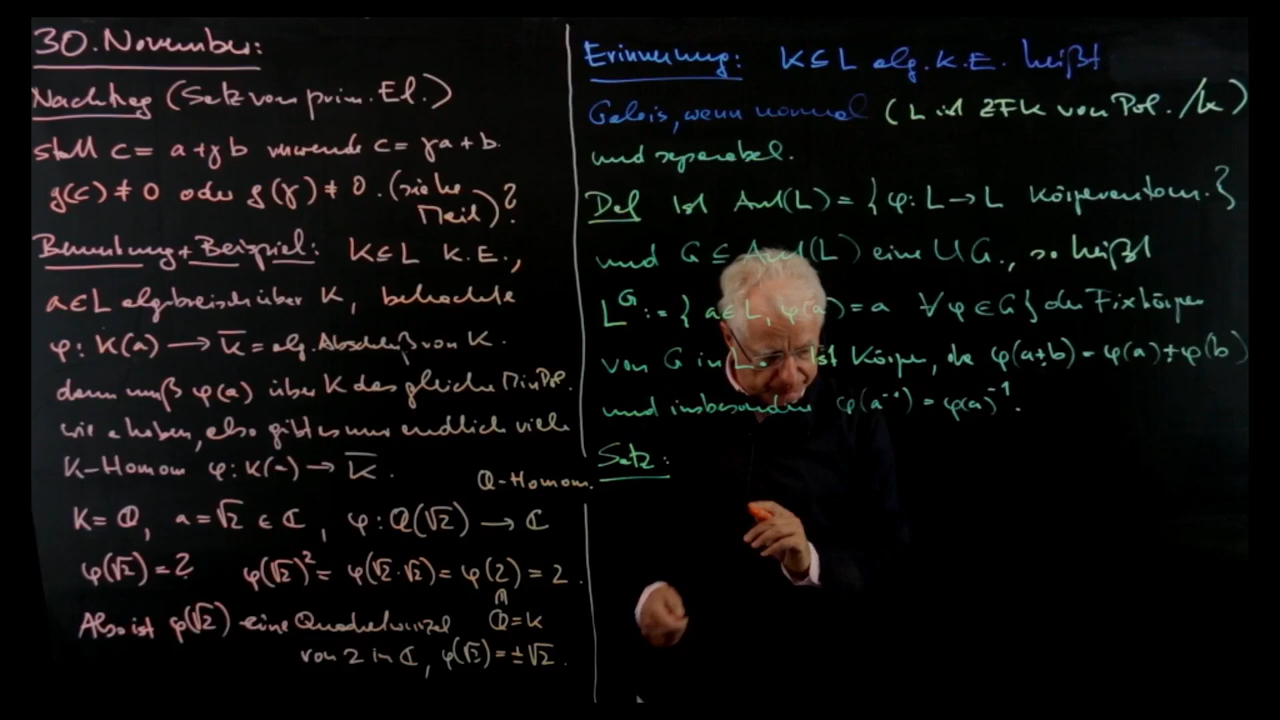 30. November:
Nachtrag (Satz vom prim. El.)
statt c = a + γ b verwende c = γ a + b.
g(c) ≠ 0 oder g(γ) ≠ 0. (siehe Mail)?
Bemerkung + Beispiel: K ⊆ L K.E.,
a ∈ L algebraisch über K, betrachte
φ: K(a) → K̅ = alg. Abschluß von K.
dann muß φ(a) über K das gleiche MinPol.
wie a haben, also gibt es nur endlich viele
K-Homom φ: K(a) → K̅.
Q-Homom.
K = ℚ, a = √2 ∈ ℂ, φ: ℚ(√2) → ℂ
φ(√2) = ? φ(√2)² = φ(√2·√2) = φ(2) = 2.
∩
Also ist φ(√2) eine Quadratwurzel ℚ = K
von 2 in ℂ, φ(√2) = ±√2.
Erinnerung: K ⊆ L alg. K.E. heißt
Galois, wenn normal (L ist ZFK von Pol. /K)
und separabel.
Def Ist Aut(L) = { φ: L → L Körperautom. }
und G ⊆ Aut(L) eine UG., so heißt
L^G := { a ∈ L, φ(a) = a ∀ φ ∈ G } der Fixkörper
von G in L. Ist Körper, da φ(a±b) = φ(a) ± φ(b)
und insbesondere φ(a⁻¹) = φ(a)⁻¹.
Satz: